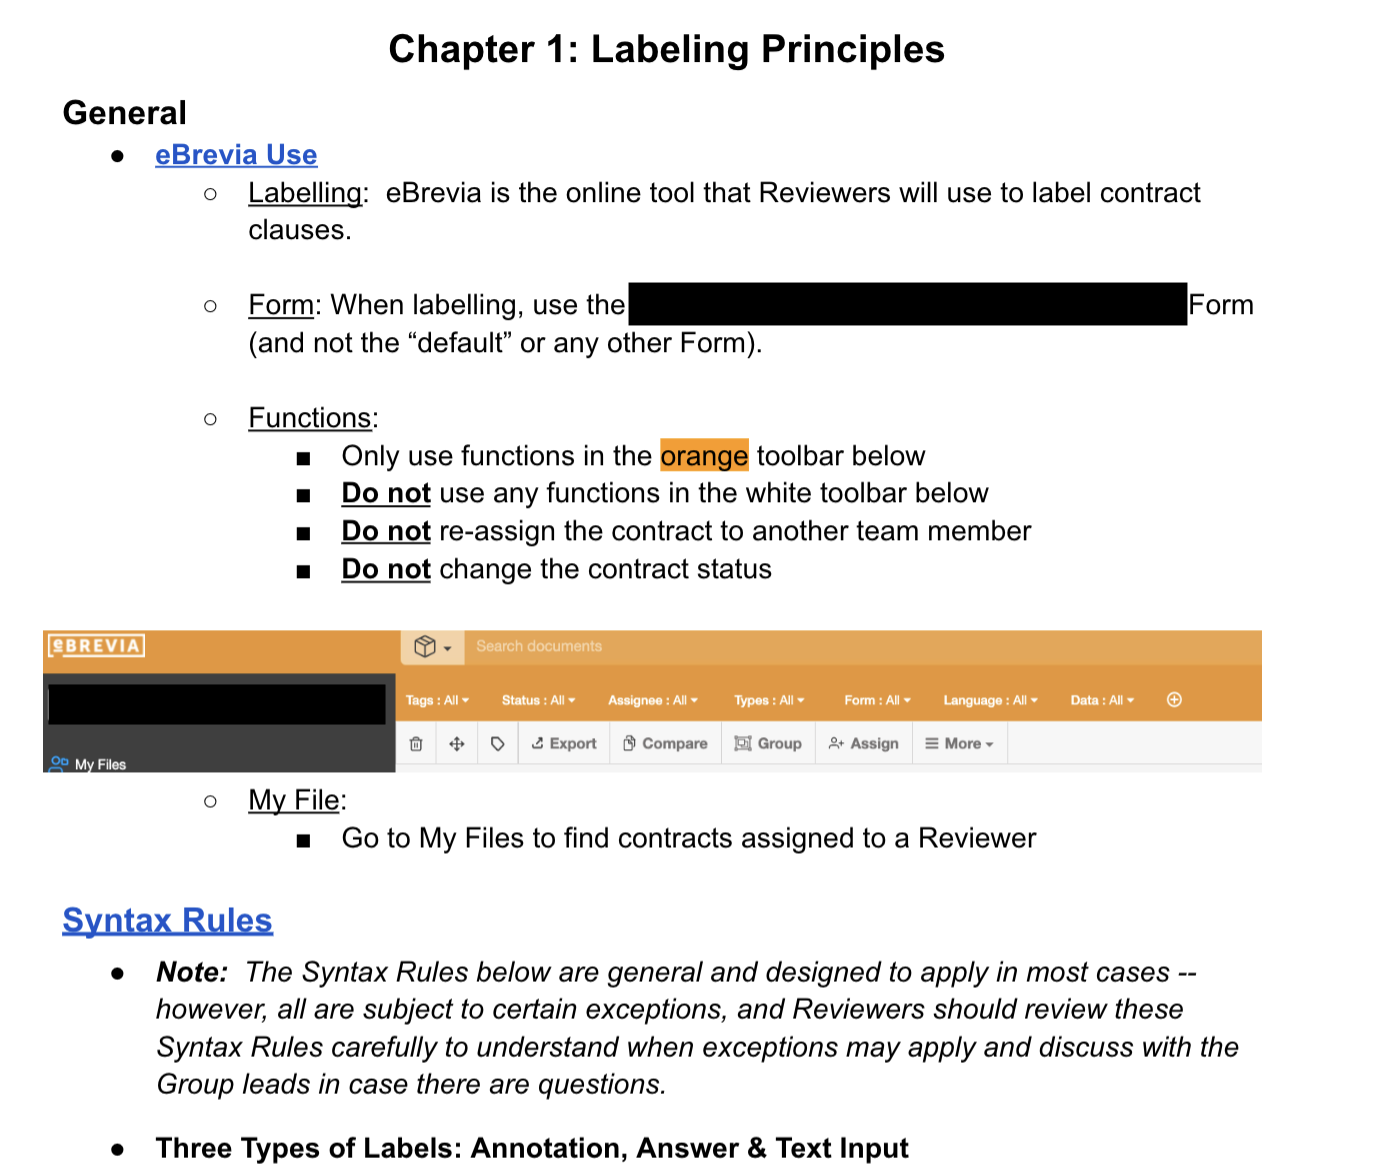 Chapter 1: Labeling Principles
General
● eBrevia Use
○ Labelling:  eBrevia is the online tool that Reviewers will use to label contract
clauses.
○ Form: When labelling, use the Form
(and not the “default” or any other Form).
○ Functions:
■ Only use functions in the orange toolbar below
■ Do not use any functions in the white toolbar below
■ Do not re-assign the contract to another team member
■ Do not change the contract status
eBREVIA
Search documents
Tags : All Status : All Assignee : All Types : All Form : All Language : All Data : All
Export Compare Group Assign More
My Files
○ My File:
■ Go to My Files to find contracts assigned to a Reviewer
Syntax Rules
● Note:  The Syntax Rules below are general and designed to apply in most cases --
however, all are subject to certain exceptions, and Reviewers should review these
Syntax Rules carefully to understand when exceptions may apply and discuss with the
Group leads in case there are questions.
● Three Types of Labels: Annotation, Answer & Text Input